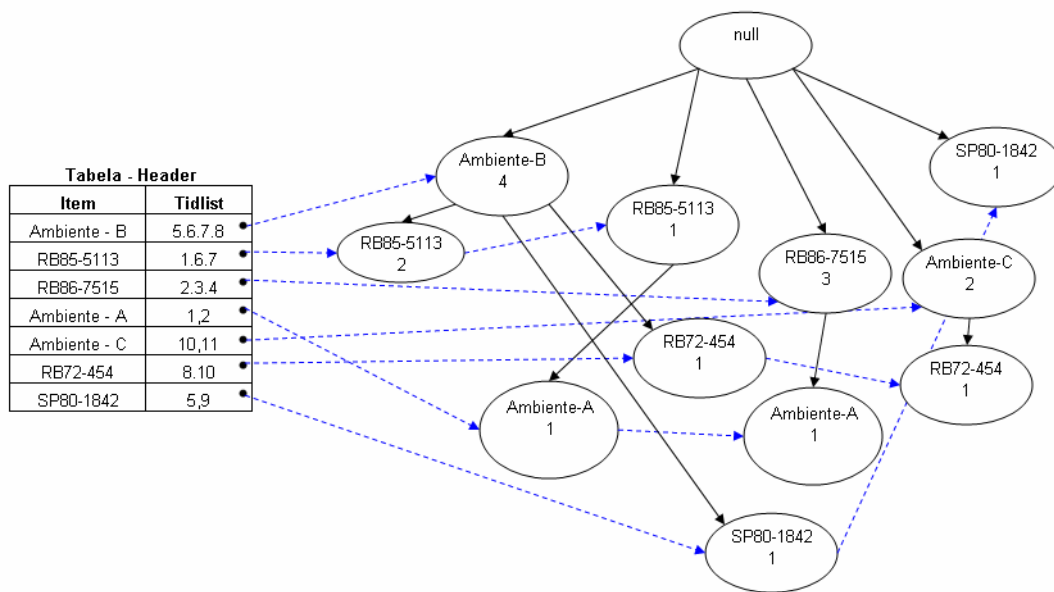 null
Ambiente-B
4
SP80-1842
1
RB85-5113
1
RB85-5113
2
RB86-7515
3
Ambiente-C
2
RB72-454
1
RB72-454
1
Ambiente-A
1
Ambiente-A
1
SP80-1842
1
Tabela - Header
Item Tidlist
Ambiente - B 5.6.7.8
RB85-5113 1.6.7
RB86-7515 2.3.4
Ambiente - A 1,2
Ambiente - C 10,11
RB72-454 8.10
SP80-1842 5,9